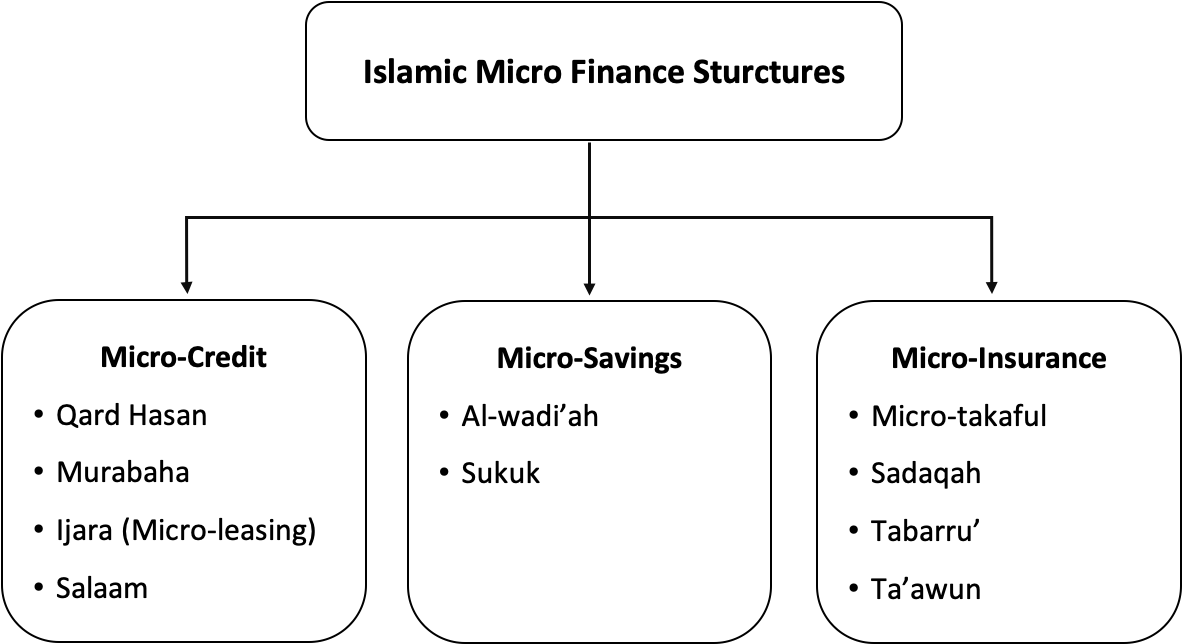 Islamic Micro Finance Sturctures
Micro-Credit
• Qard Hasan
• Murabaha
• Ijara (Micro-leasing)
• Salaam
Micro-Savings
• Al-wadi’ah
• Sukuk
Micro-Insurance
• Micro-takaful
• Sadaqah
• Tabarru’
• Ta’awun